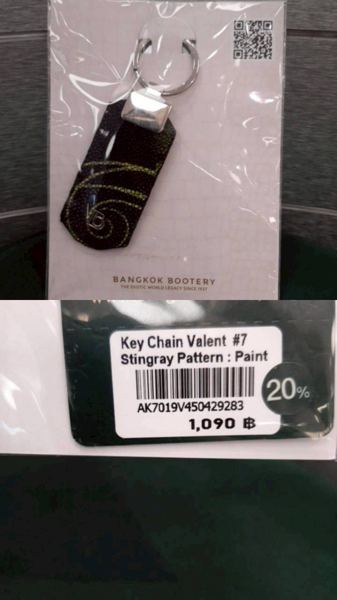 BANGKOK BOOTERY
THE EXOTIC WORLD LEGACY SINCE 1937
Key Chain Valent #7
Stingray Pattern : Paint
20%
AK7019V450429283
1,090 ฿